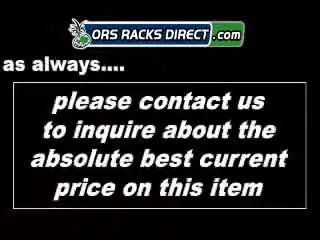 ORS RACKS DIRECT.com
as always....
please contact us
to inquire about the
absolute best current
price on this item